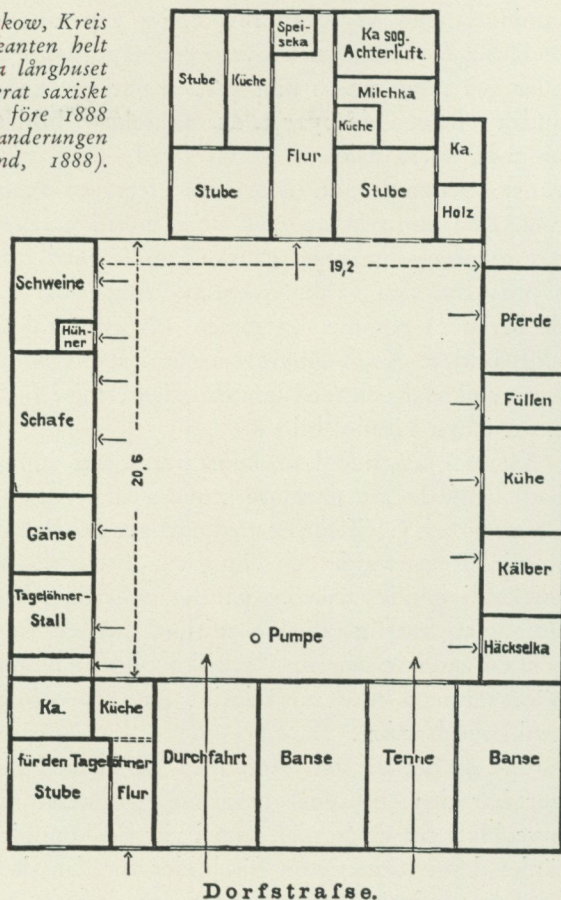 kow, Kreis
eanten helt
långhuset
erat saxiskt
före 1888
anderungen
nd, 1888).
Spei-
seka
Ka sog.
Achterluft.
Stube
Küche
Milchka
Küche
Flur
Ka.
Stube
Stube
Holz
19,2
Schweine
Hüh-
ner
Pferde
Füllen
Schafe
20,6
Kühe
Gänse
Kälber
Tagelöhner-
Stall
Pumpe
Häckselka
Ka.
Küche
für den Tagelöhner
Stube
Flur
Durchfahrt
Banse
Tenne
Banse
Dorfstrafse.